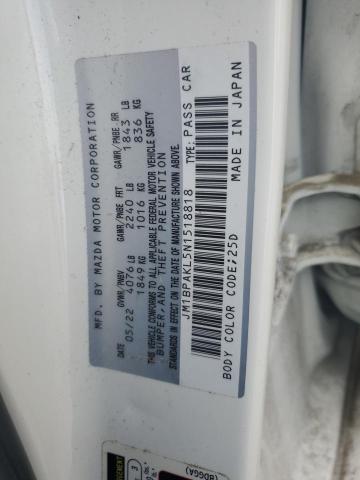 MFD. BY MAZDA MOTOR CORPORATION
GVWR/PNBV GAWR/PNBE FRT GAWR/PNBE RR
05/22 4076 LB 2240 LB 1843 LB
1849 KG 1016 KG 836 KG
THIS VEHICLE CONFORMS TO ALL APPLICABLE FEDERAL MOTOR VEHICLE SAFETY
BUMPER, AND THEFT PREVENTION
STANDARDS IN EFFECT ON THE DATE OF MANUFACTURE SHOWN ABOVE.
JM1BPAKL5N1518818 TYPE: PASS CAR
BODY COLOR CODE: 25D MADE IN JAPAN
(BDGGA)
3